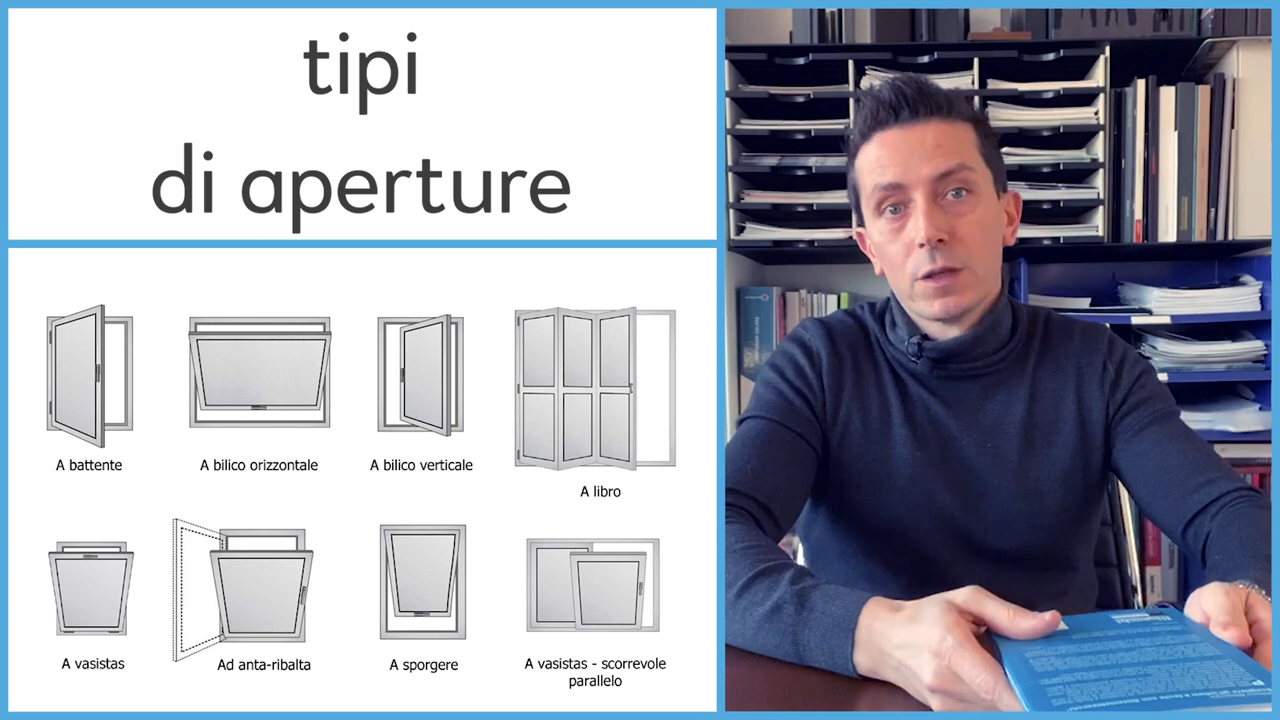 tipi
di aperture
A battente
A bilico orizzontale
A bilico verticale
A libro
A vasistas
Ad anta-ribalta
A sporgere
A vasistas - scorrevole
parallelo